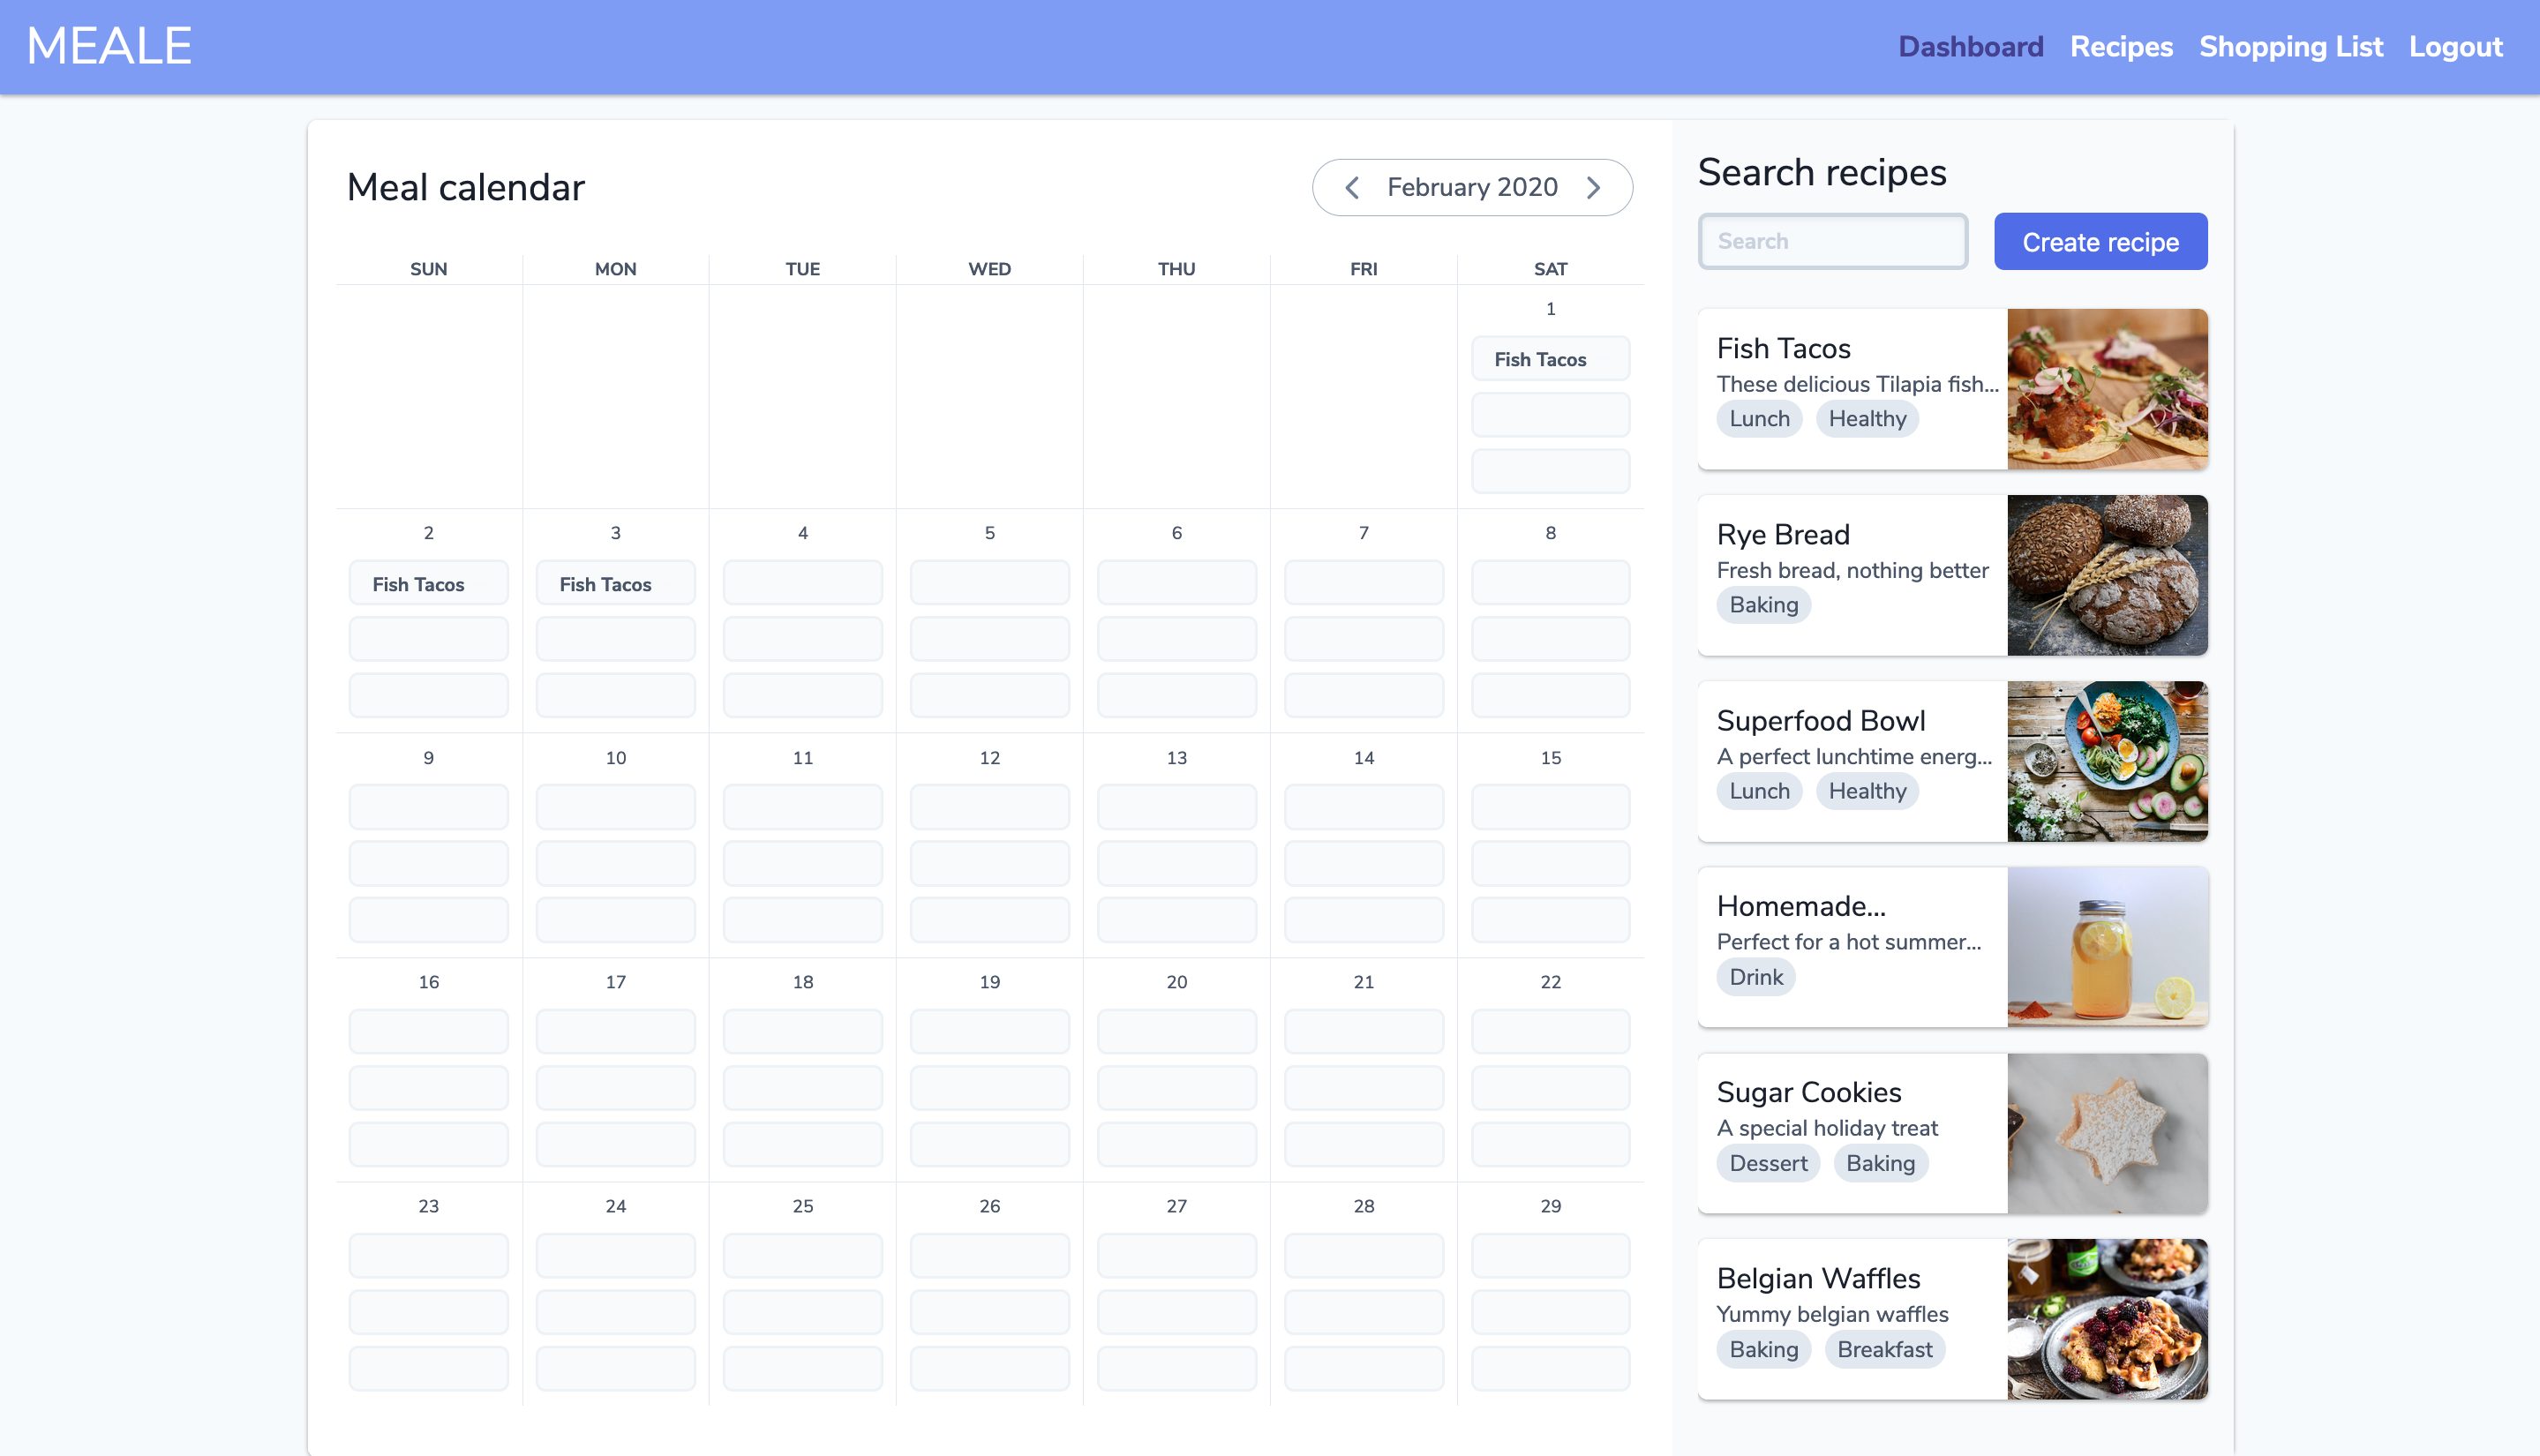 MEALE
Dashboard Recipes Shopping List Logout
Meal calendar
February 2020
SUN MON TUE WED THU FRI SAT
1
Fish Tacos
2 3 4 5 6 7 8
Fish Tacos Fish Tacos
9 10 11 12 13 14 15
16 17 18 19 20 21 22
23 24 25 26 27 28 29
Search recipes
Search
Create recipe
Fish Tacos
These delicious Tilapia fish...
Lunch Healthy
Rye Bread
Fresh bread, nothing better
Baking
Superfood Bowl
A perfect lunchtime energ...
Lunch Healthy
Homemade...
Perfect for a hot summer...
Drink
Sugar Cookies
A special holiday treat
Dessert Baking
Belgian Waffles
Yummy belgian waffles
Baking Breakfast